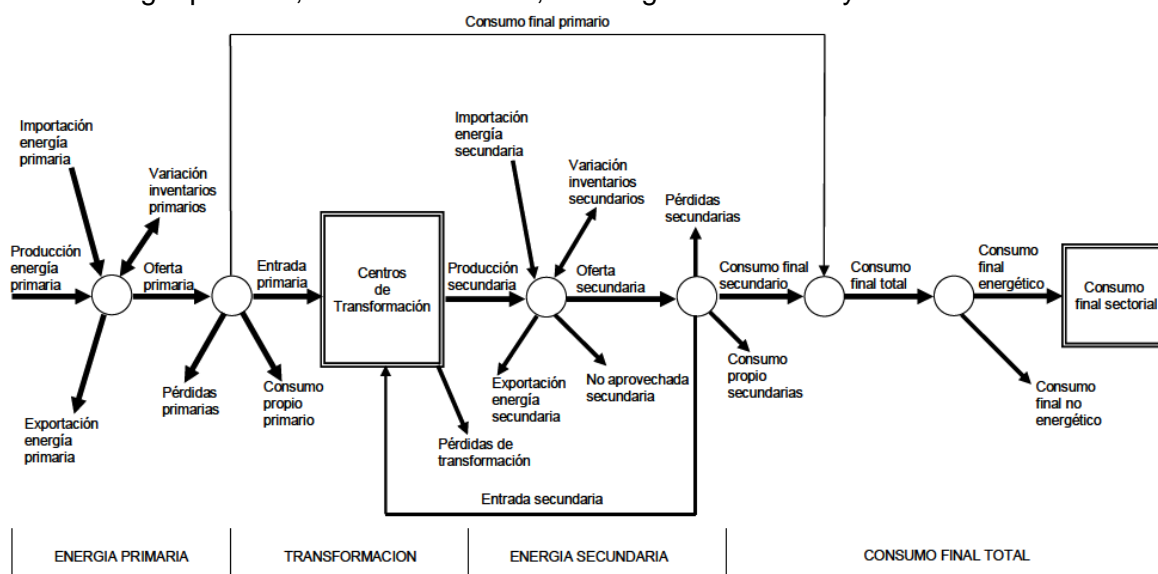 Consumo final primario
Importación
energía
primaria
Variación
inventarios
primarios
Producción
energía
primaria
Oferta
primaria
Exportación
energía
primaria
Entrada
primaria
Pérdidas
primarias
Consumo
propio
primario
Centros
de
Transformación
Pérdidas de
transformación
Producción
secundaria
Importación
energía
secundaria
Variación
inventarios
secundarios
Oferta
secundaria
Exportación
energía
secundaria
No aprovechada
secundaria
Pérdidas
secundarias
Consumo final
secundario
Consumo
propio
secundarias
Entrada secundaria
Consumo
final total
Consumo
final
energético
Consumo
final no
energético
Consumo
final sectorial
ENERGIA PRIMARIA
TRANSFORMACION
ENERGIA SECUNDARIA
CONSUMO FINAL TOTAL